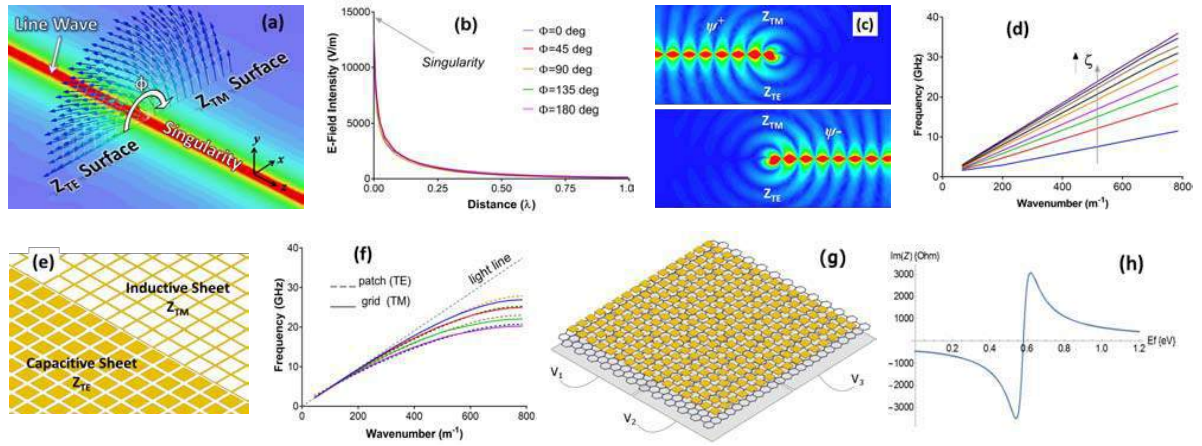 (a)
Line Wave
Z_TM Surface
Φ
Z_TE Surface
Singularity
y
x
z
(b)
E-Field Intensity (V/m)
15000
10000
5000
0
Singularity
Φ=0 deg
Φ=45 deg
Φ=90 deg
Φ=135 deg
Φ=180 deg
0.00 0.25 0.50 0.75 1.0
Distance (λ)
(c)
ψ+
Z_TM
Z_TE
Z_TM
ψ-
Z_TE
(d)
Frequency (GHz)
40
30
20
10
0
ζ
0 200 400 600 800
Wavenumber (m⁻¹)
(e)
Inductive Sheet
Z_TM
Capacitive Sheet
Z_TE
(f)
Frequency (GHz)
40
30
20
10
0
light line
patch (TE)
grid (TM)
0 200 400 600 800
Wavenumber (m⁻¹)
(g)
V₁
V₂
V₃
(h)
Im(Z) {Ohm}
3000
2000
1000
-1000
-2000
-3000
0.2 0.4 0.6 0.8 1.0 1.2
Ef {eV}